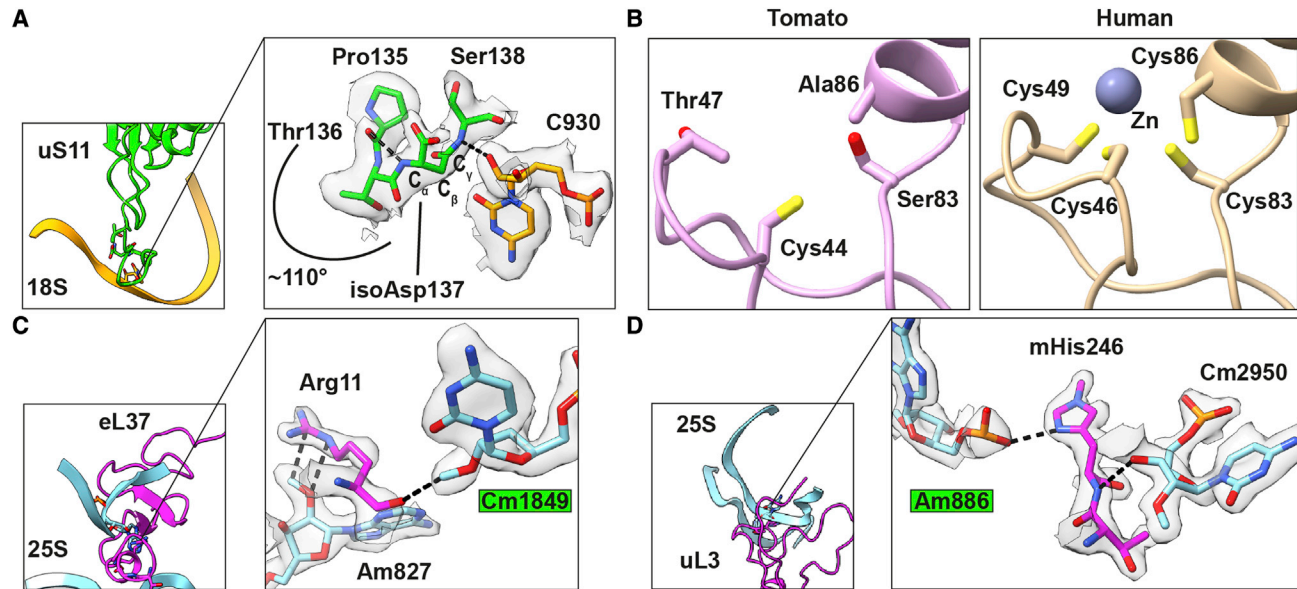 A
uS11
18S
Pro135
Ser138
Thr136
C930
Cα
Cβ
Cγ
~110°
isoAsp137
B
Tomato
Human
Thr47
Ala86
Ser83
Cys44
Cys86
Cys49
Zn
Cys46
Cys83
C
eL37
25S
Arg11
Cm1849
Am827
D
25S
uL3
mHis246
Cm2950
Am886